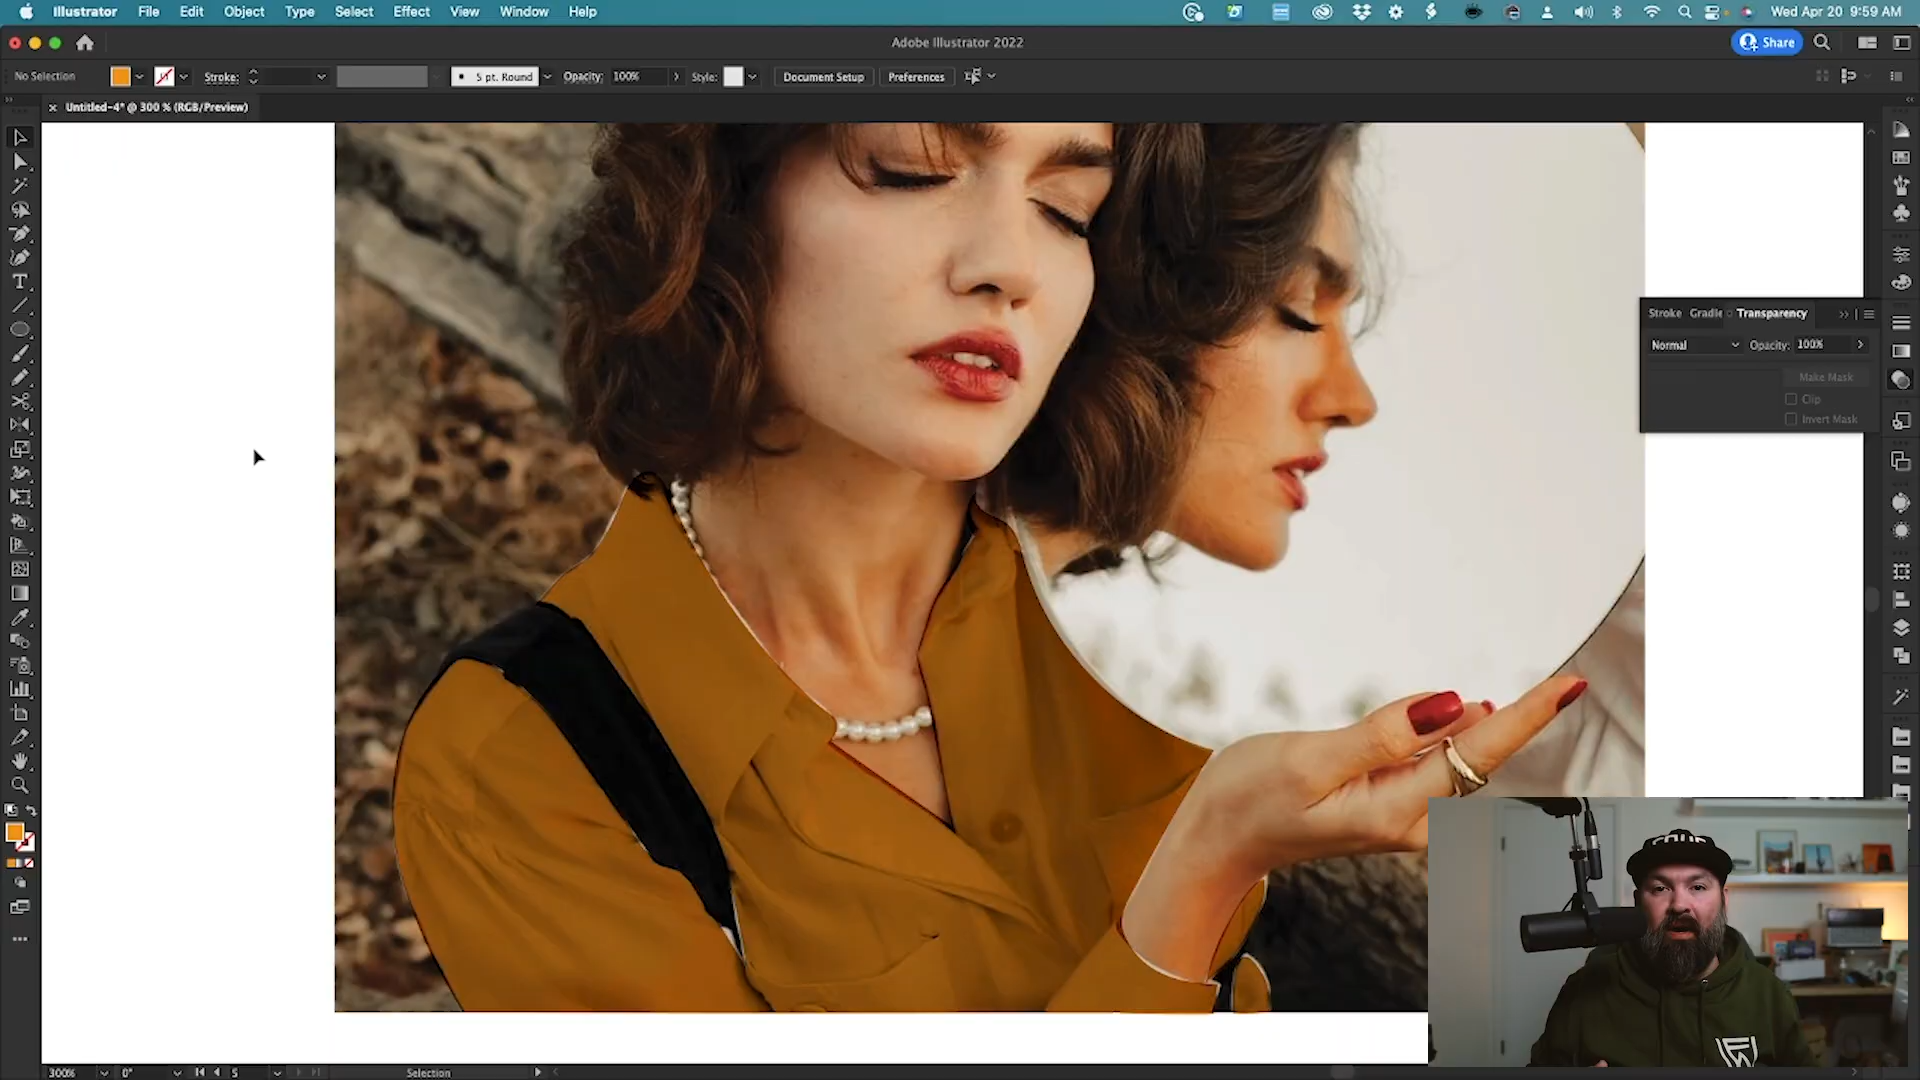 Illustrator File Edit Object Type Select Effect View Window Help
Wed Apr 20 9:59 AM
Adobe Illustrator 2022
Share
No Selection
Stroke:
5 pt. Round
Opacity: 100%
Style:
Document Setup
Preferences
Untitled-4* @ 300 % (RGB/Preview)
Stroke Gradie Transparency
Normal
Opacity: 100%
Make Mask
Clip
Invert Mask
300%
0°
5
Selection